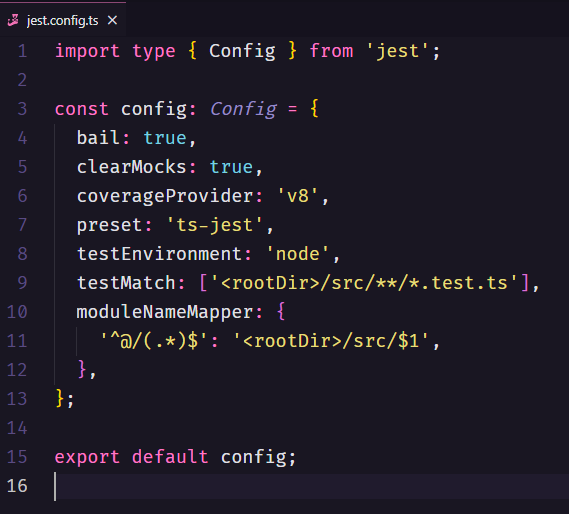 jest.config.ts
1 import type { Config } from 'jest';
2
3 const config: Config = {
4   bail: true,
5   clearMocks: true,
6   coverageProvider: 'v8',
7   preset: 'ts-jest',
8   testEnvironment: 'node',
9   testMatch: ['<rootDir>/src/**/*.test.ts'],
10   moduleNameMapper: {
11     '^@/(.*)$': '<rootDir>/src/$1',
12   },
13 };
14
15 export default config;
16